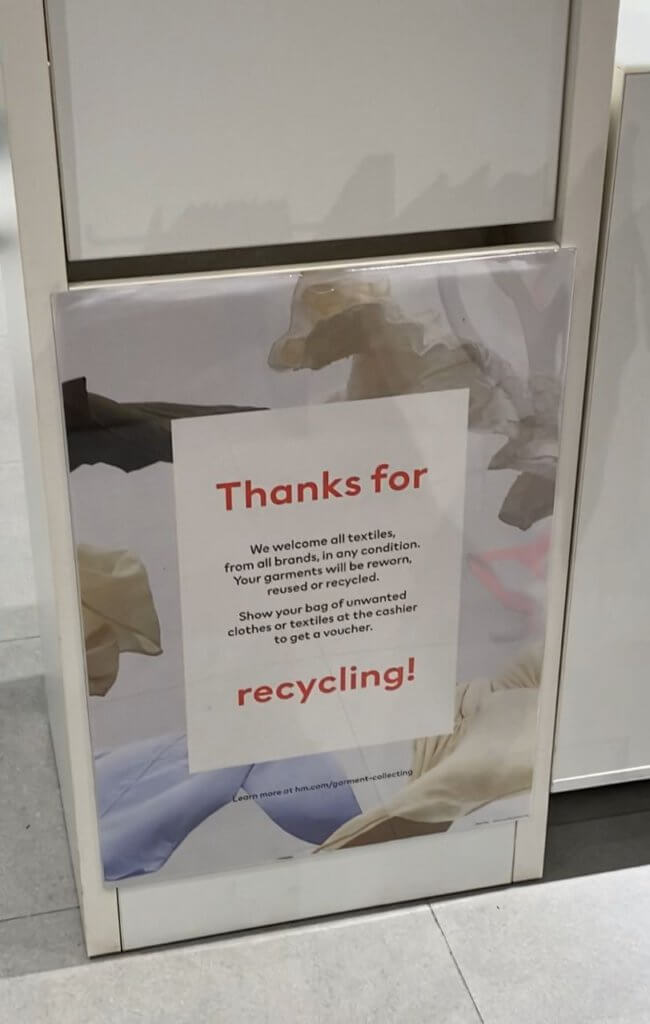 Thanks for
We welcome all textiles,
from all brands, in any condition.
Your garments will be reworn,
reused or recycled.
Show your bag of unwanted
clothes or textiles at the cashier
to get a voucher.
recycling!
Learn more at hm.com/garment-collecting